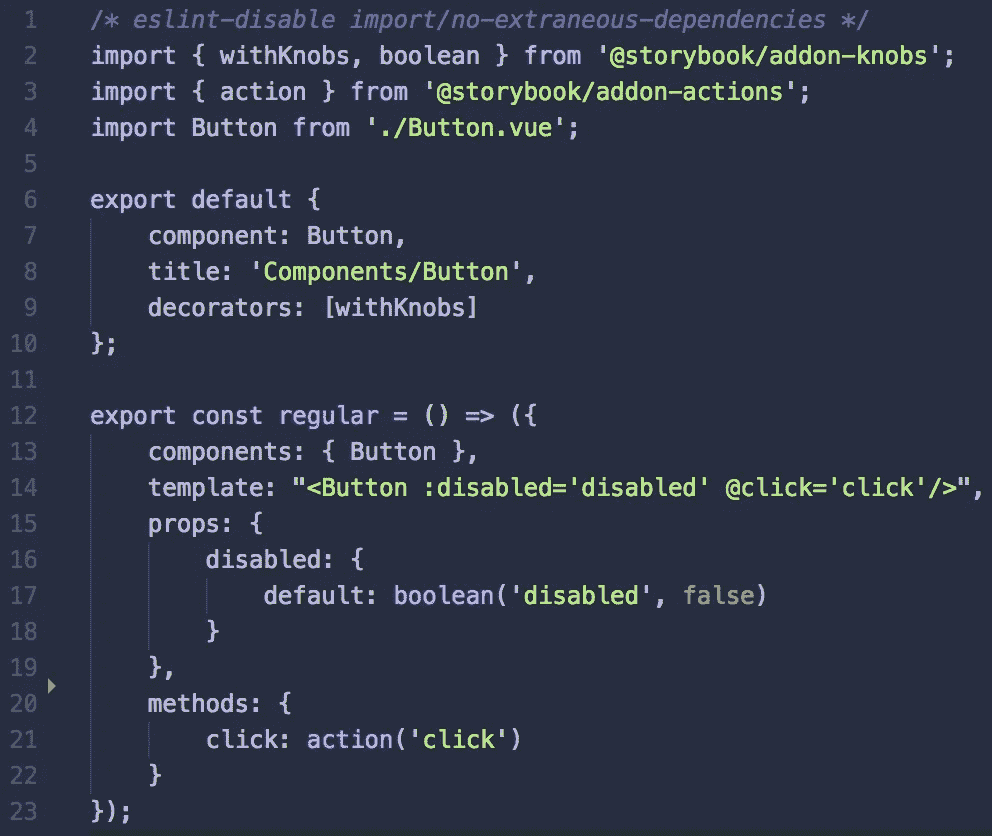 1 /* eslint-disable import/no-extraneous-dependencies */
2 import { withKnobs, boolean } from '@storybook/addon-knobs';
3 import { action } from '@storybook/addon-actions';
4 import Button from './Button.vue';
5
6 export default {
7     component: Button,
8     title: 'Components/Button',
9     decorators: [withKnobs]
10 };
11
12 export const regular = () => ({
13     components: { Button },
14     template: "<Button :disabled='disabled' @click='click'/>",
15     props: {
16         disabled: {
17             default: boolean('disabled', false)
18         }
19     },
20     methods: {
21         click: action('click')
22     }
23 });